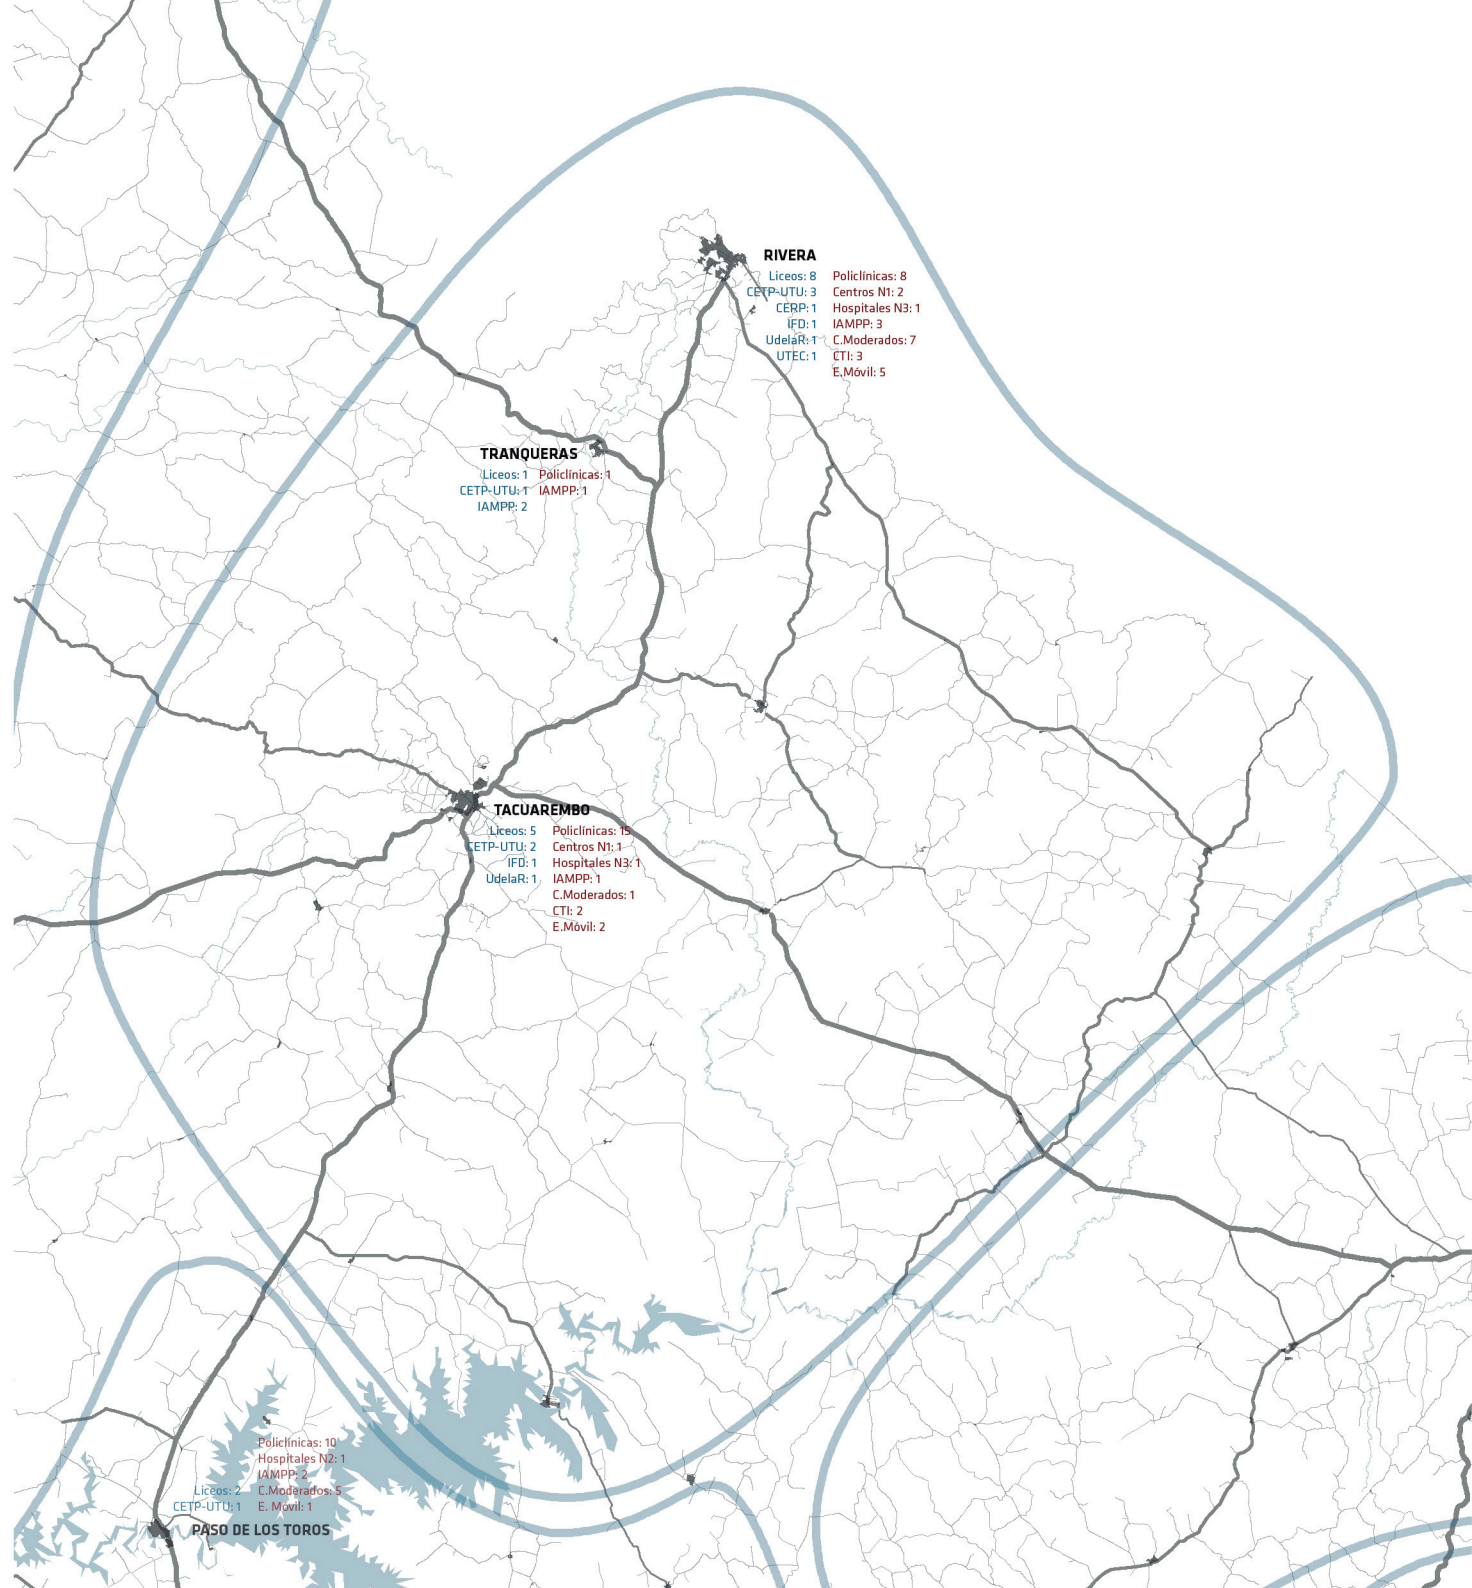 RIVERA
Liceos: 8 Policlínicas: 8
CETP-UTU: 3 Centros N1: 2
CERP: 1 Hospitales N3: 1
IFD: 1 IAMPP: 3
UdelaR: 1 C.Moderados: 7
UTEC: 1 CTI: 3
E.Móvil: 5
TRANQUERAS
Liceos: 1 Policlínicas: 1
CETP-UTU: 1 IAMPP: 1
IAMPP: 2
TACUAREMBO
Liceos: 5 Policlínicas: 15
CETP-UTU: 2 Centros N1: 1
IFD: 1 Hospitales N3: 1
UdelaR: 1 IAMPP: 1
C.Moderados: 1
CTI: 2
E.Móvil: 2
Policlínicas: 10
Hospitales N2: 1
IAMPP: 2
Liceos: 2 C.Moderados: 5
CETP-UTU: 1 E. Móvil: 1
PASO DE LOS TOROS